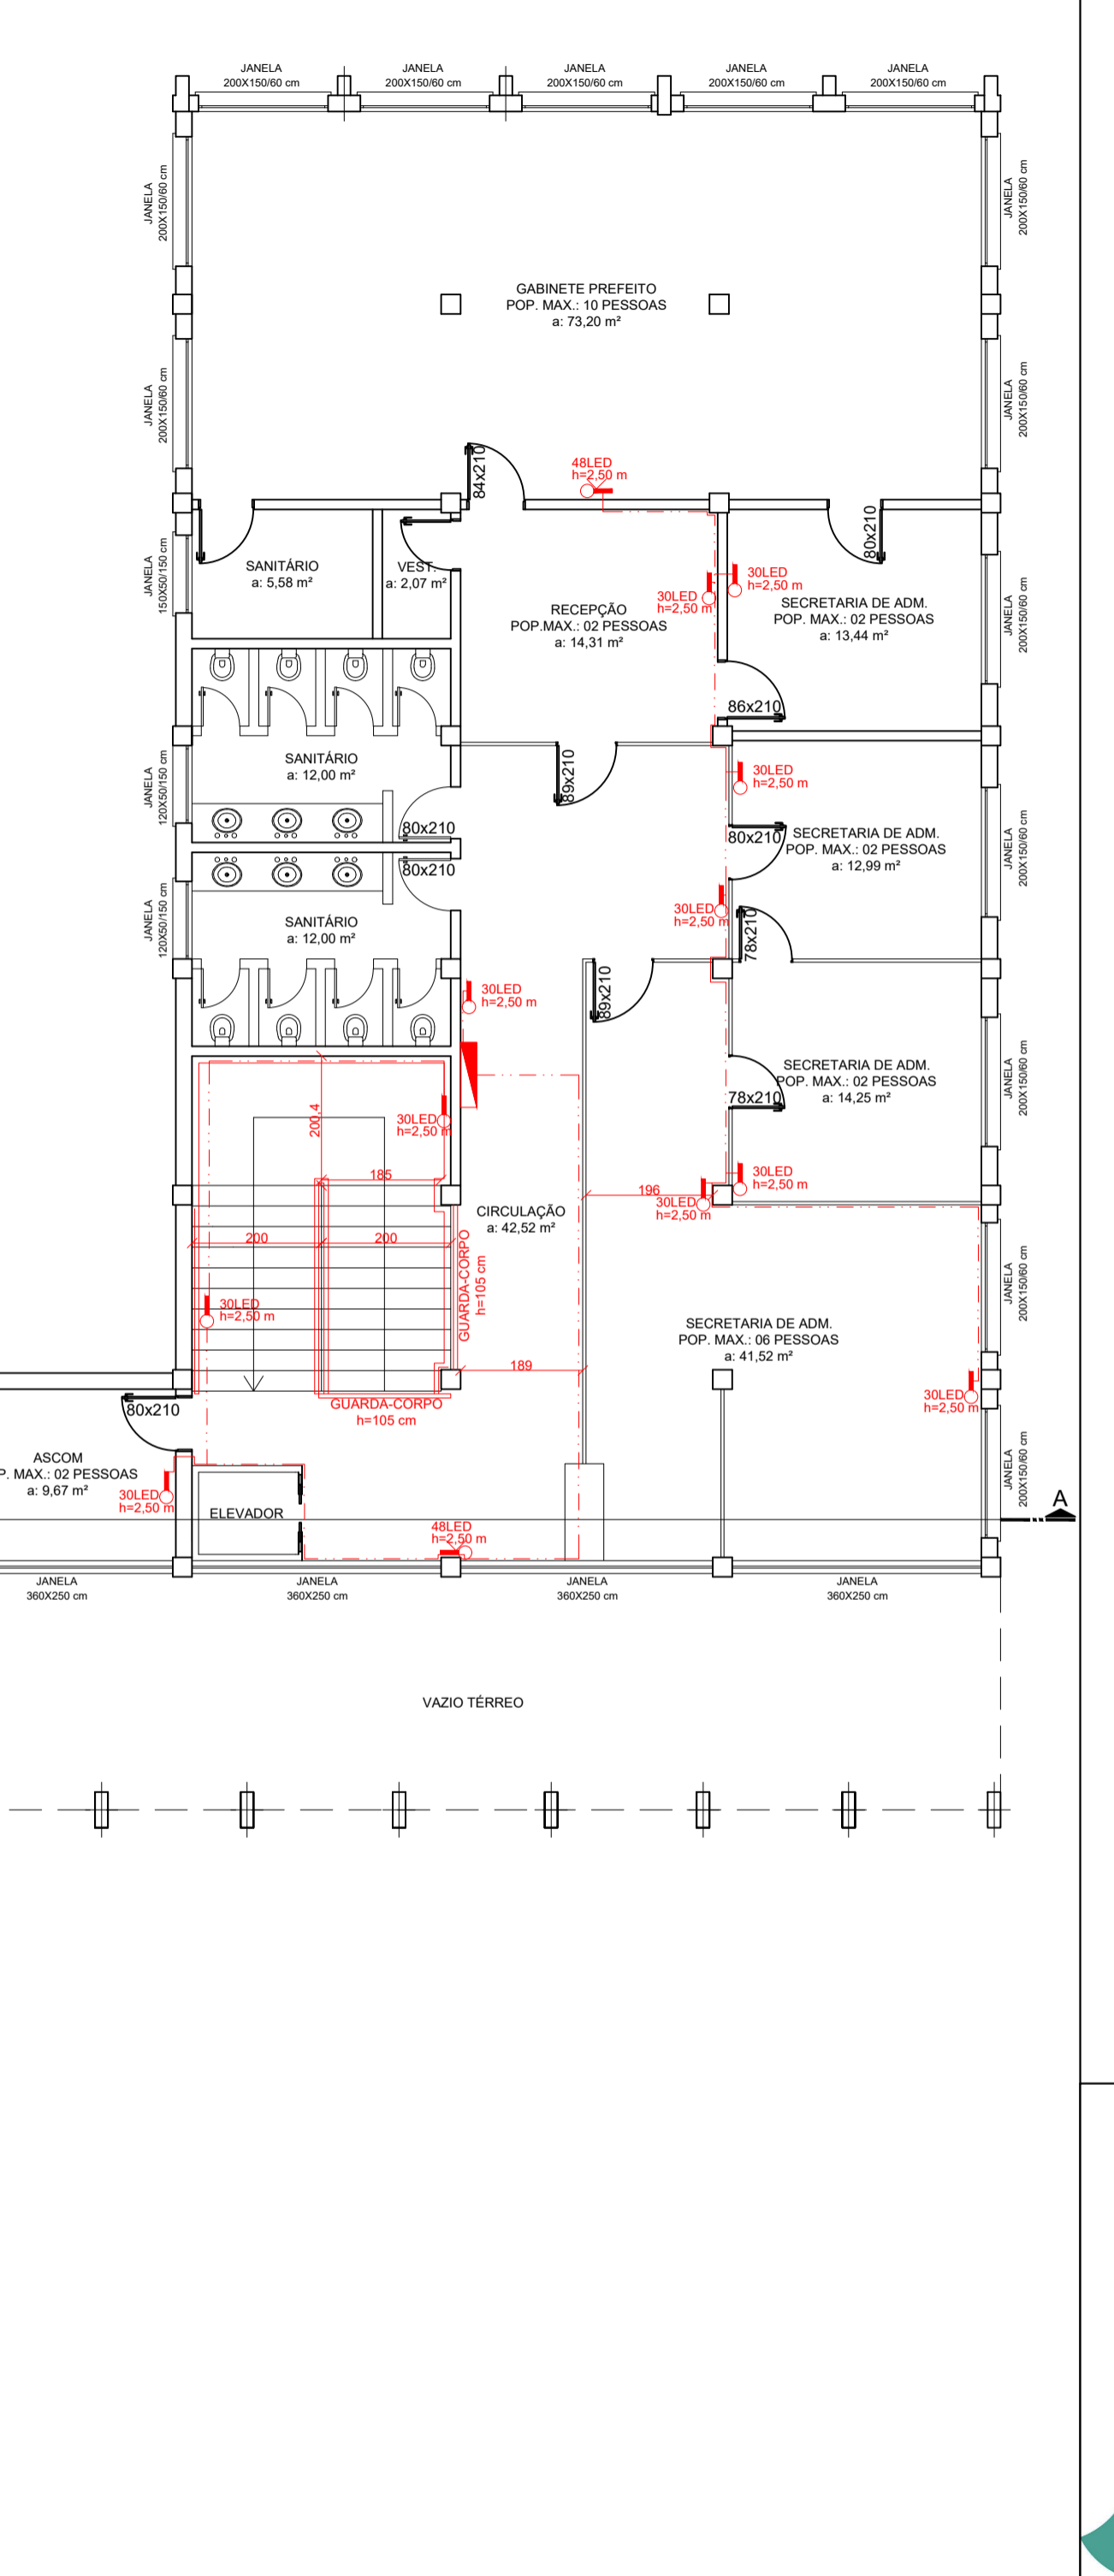 JANELA
200X150/60 cm
JANELA
200X150/60 cm
JANELA
200X150/60 cm
JANELA
200X150/60 cm
JANELA
200X150/60 cm
JANELA
200X150/60 cm
JANELA
200X150/60 cm
GABINETE PREFEITO
POP. MAX.: 10 PESSOAS
a: 73,20 m²
JANELA
200X150/60 cm
JANELA
200X150/60 cm
84x210
48LED
h=2,50 m
80x210
JANELA
150X50/150 cm
SANITÁRIO
a: 5,58 m²
VEST.
a: 2,07 m²
RECEPÇÃO
POP.MAX.: 02 PESSOAS
a: 14,31 m²
30LED
h=2,50 m
30LED
h=2,50 m
SECRETARIA DE ADM.
POP. MAX.: 02 PESSOAS
a: 13,44 m²
JANELA
200X150/60 cm
86x210
SANITÁRIO
a: 12,00 m²
JANELA
120X50/150 cm
89x210
30LED
h=2,50 m
80x210
80x210
SECRETARIA DE ADM.
POP. MAX.: 02 PESSOAS
a: 12,99 m²
JANELA
200X150/60 cm
80x210
JANELA
120X50/150 cm
SANITÁRIO
a: 12,00 m²
30LED
h=2,50 m
78x210
30LED
h=2,50 m
89x210
SECRETARIA DE ADM.
POP. MAX.: 02 PESSOAS
a: 14,25 m²
JANELA
200X150/60 cm
78x210
200,4
30LED
h=2,50 m
185
30LED
h=2,50 m
196
30LED
h=2,50 m
CIRCULAÇÃO
a: 42,52 m²
200
200
GUARDA-CORPO
h=105 cm
JANELA
200X150/60 cm
30LED
h=2,50 m
SECRETARIA DE ADM.
POP. MAX.: 06 PESSOAS
a: 41,52 m²
189
30LED
h=2,50 m
GUARDA-CORPO
h=105 cm
80x210
ASCOM
P. MAX.: 02 PESSOAS
a: 9,67 m²
30LED
h=2,50 m
ELEVADOR
JANELA
200X150/60 cm
A
48LED
h=2,50 m
JANELA
360X250 cm
JANELA
360X250 cm
JANELA
360X250 cm
JANELA
360X250 cm
VAZIO TÉRREO